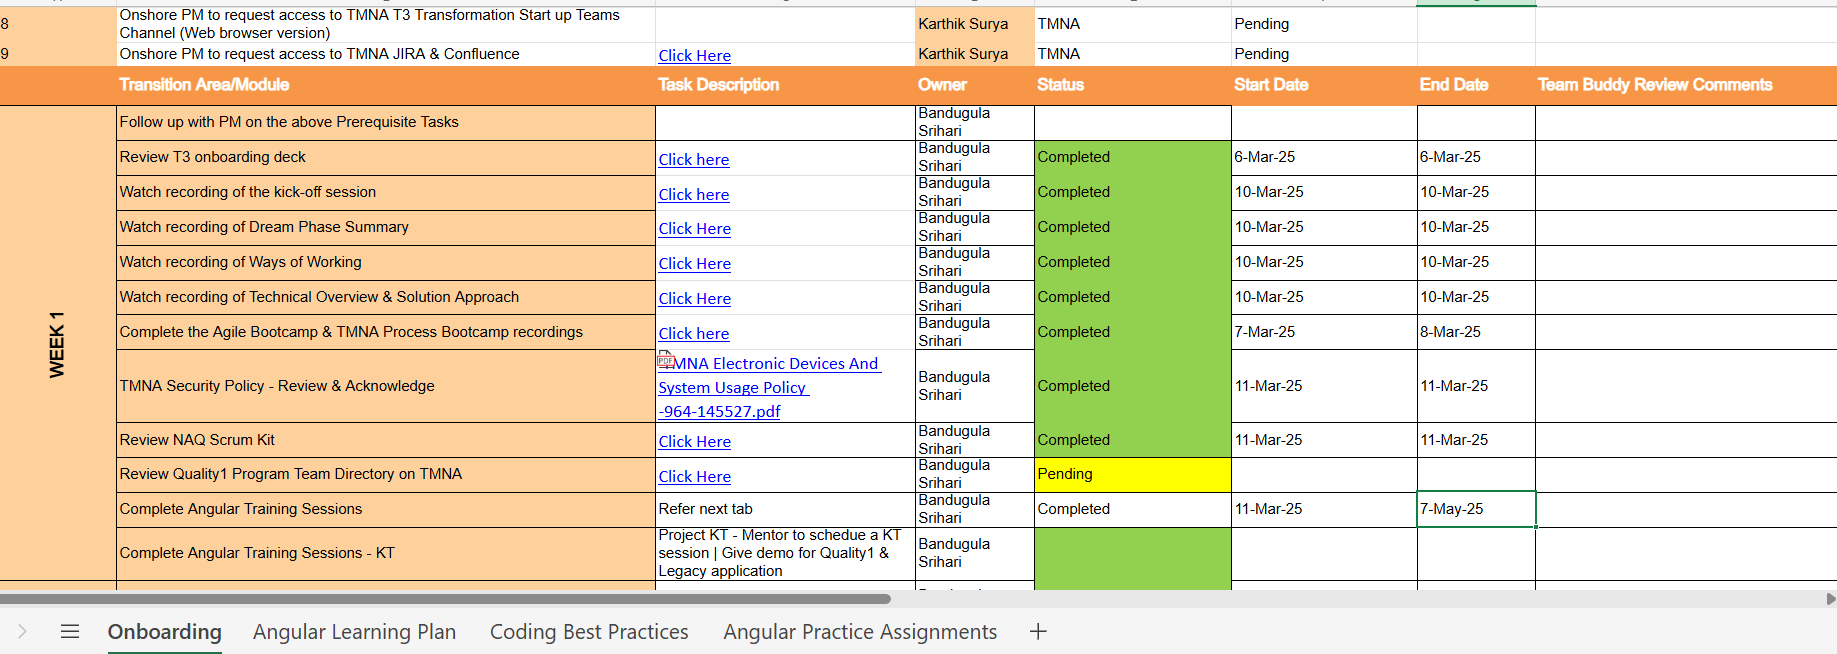 8
Onshore PM to request access to TMNA T3 Transformation Start up Teams
Channel (Web browser version)
Karthik Surya
TMNA
Pending
9
Onshore PM to request access to TMNA JIRA & Confluence
Click Here
Karthik Surya
TMNA
Pending
Transition Area/Module
Task Description
Owner
Status
Start Date
End Date
Team Buddy Review Comments
WEEK 1
Follow up with PM on the above Prerequisite Tasks
Bandugula
Srihari
Review T3 onboarding deck
Click here
Bandugula
Srihari
Completed
6-Mar-25
6-Mar-25
Watch recording of the kick-off session
Click here
Bandugula
Srihari
Completed
10-Mar-25
10-Mar-25
Watch recording of Dream Phase Summary
Click Here
Bandugula
Srihari
Completed
10-Mar-25
10-Mar-25
Watch recording of Ways of Working
Click Here
Bandugula
Srihari
Completed
10-Mar-25
10-Mar-25
Watch recording of Technical Overview & Solution Approach
Click Here
Bandugula
Srihari
Completed
10-Mar-25
10-Mar-25
Complete the Agile Bootcamp & TMNA Process Bootcamp recordings
Click here
Bandugula
Srihari
Completed
7-Mar-25
8-Mar-25
TMNA Security Policy - Review & Acknowledge
PDF
TMNA Electronic Devices And
System Usage Policy
-964-145527.pdf
Bandugula
Srihari
Completed
11-Mar-25
11-Mar-25
Review NAQ Scrum Kit
Click Here
Bandugula
Srihari
Completed
11-Mar-25
11-Mar-25
Review Quality1 Program Team Directory on TMNA
Click Here
Bandugula
Srihari
Pending
Complete Angular Training Sessions
Refer next tab
Bandugula
Srihari
Completed
11-Mar-25
7-May-25
Complete Angular Training Sessions - KT
Project KT - Mentor to schedue a KT
session | Give demo for Quality1 &
Legacy application
Bandugula
Srihari
Onboarding
Angular Learning Plan
Coding Best Practices
Angular Practice Assignments